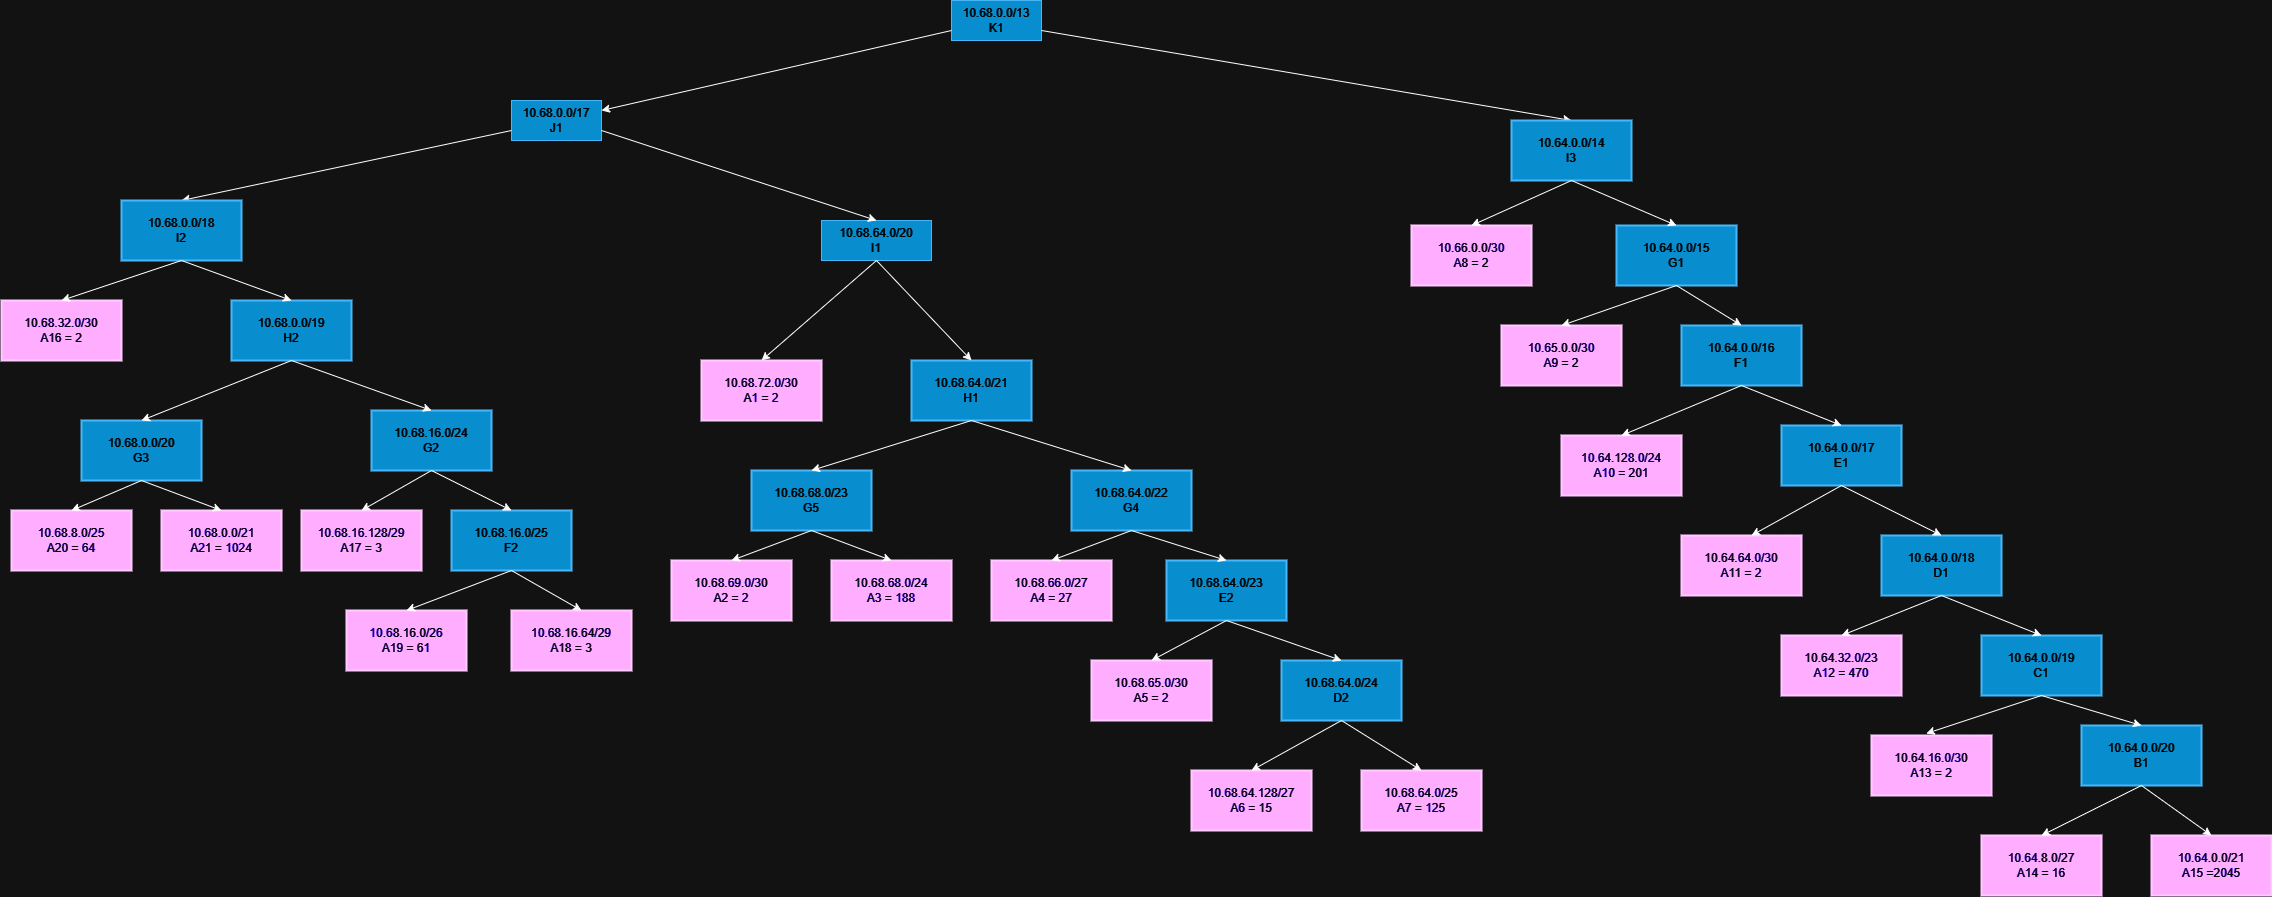 10.68.0.0/13
K1
10.68.0.0/17
J1
10.64.0.0/14
I3
10.68.0.0/18
I2
10.68.64.0/20
I1
10.66.0.0/30
A8 = 2
10.64.0.0/15
G1
10.68.32.0/30
A16 = 2
10.68.0.0/19
H2
10.65.0.0/30
A9 = 2
10.64.0.0/16
F1
10.68.72.0/30
A1 = 2
10.68.64.0/21
H1
10.68.0.0/20
G3
10.68.16.0/24
G2
10.64.128.0/24
A10 = 201
10.64.0.0/17
E1
10.68.68.0/23
G5
10.68.64.0/22
G4
10.68.8.0/25
A20 = 64
10.68.0.0/21
A21 = 1024
10.68.16.128/29
A17 = 3
10.68.16.0/25
F2
10.64.64.0/30
A11 = 2
10.64.0.0/18
D1
10.68.69.0/30
A2 = 2
10.68.68.0/24
A3 = 188
10.68.66.0/27
A4 = 27
10.68.64.0/23
E2
10.68.16.0/26
A19 = 61
10.68.16.64/29
A18 = 3
10.64.32.0/23
A12 = 470
10.64.0.0/19
C1
10.68.65.0/30
A5 = 2
10.68.64.0/24
D2
10.64.16.0/30
A13 = 2
10.64.0.0/20
B1
10.68.64.128/27
A6 = 15
10.68.64.0/25
A7 = 125
10.64.8.0/27
A14 = 16
10.64.0.0/21
A15 =2045